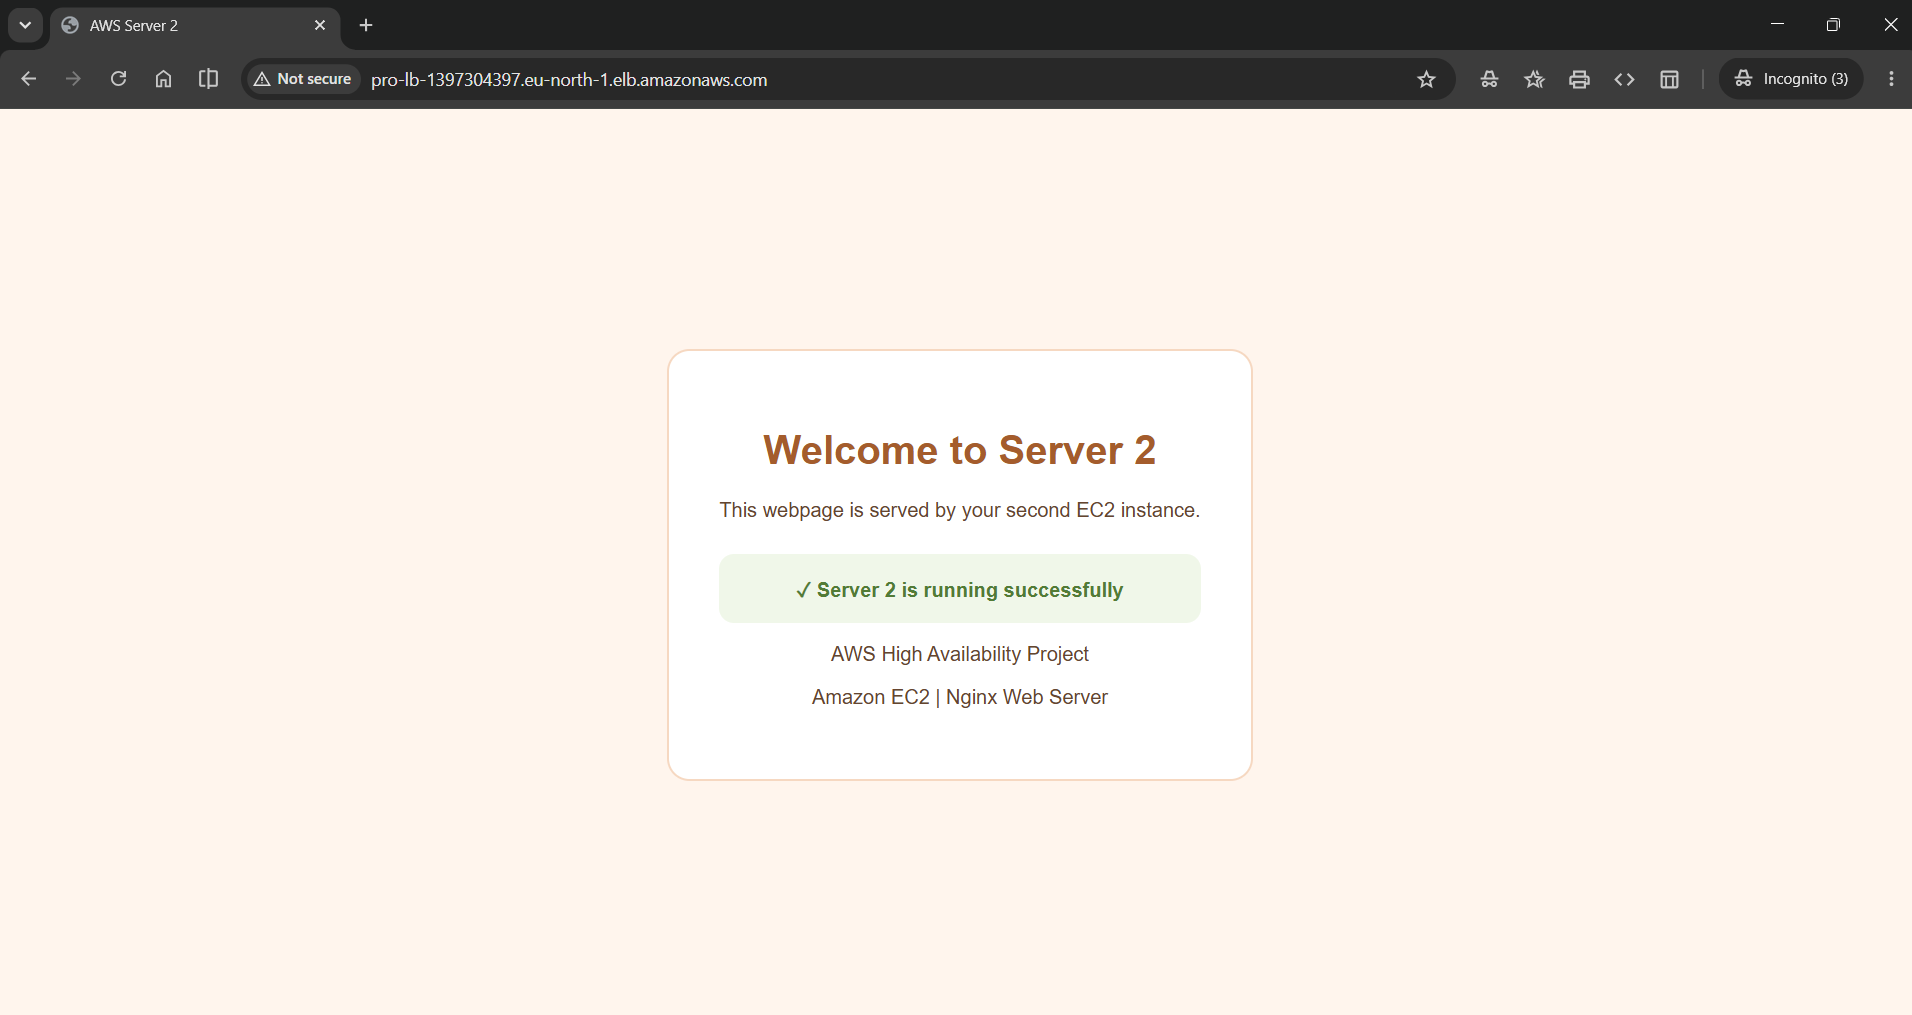 AWS Server 2
Not secure
pro-lb-1397304397.eu-north-1.elb.amazonaws.com
Incognito (3)
Welcome to Server 2
This webpage is served by your second EC2 instance.
✓ Server 2 is running successfully
AWS High Availability Project
Amazon EC2 | Nginx Web Server